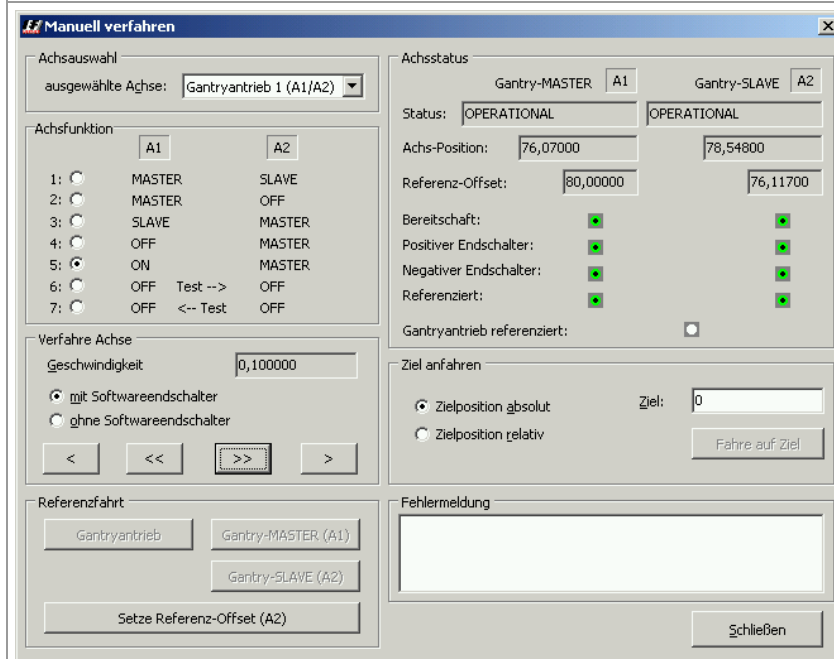 Manuell verfahren
Achsauswahl
ausgewählte Achse: Gantryantrieb 1 (A1/A2)
Achsfunktion
A1 A2
1: MASTER SLAVE
2: MASTER OFF
3: SLAVE MASTER
4: OFF MASTER
5: ON MASTER
6: OFF Test --> OFF
7: OFF <-- Test OFF
Verfahre Achse
Geschwindigkeit 0,100000
mit Softwareendschalter
ohne Softwareendschalter
< << >> >
Referenzfahrt
Gantryantrieb Gantry-MASTER (A1)
Gantry-SLAVE (A2)
Setze Referenz-Offset (A2)
Achsstatus
Gantry-MASTER A1 Gantry-SLAVE A2
Status: OPERATIONAL OPERATIONAL
Achs-Position: 76,07000 78,54800
Referenz-Offset: 80,00000 76,11700
Bereitschaft:
Positiver Endschalter:
Negativer Endschalter:
Referenziert:
Gantryantrieb referenziert:
Ziel anfahren
Zielposition absolut Ziel: 0
Zielposition relativ Fahre auf Ziel
Fehlermeldung
Schließen